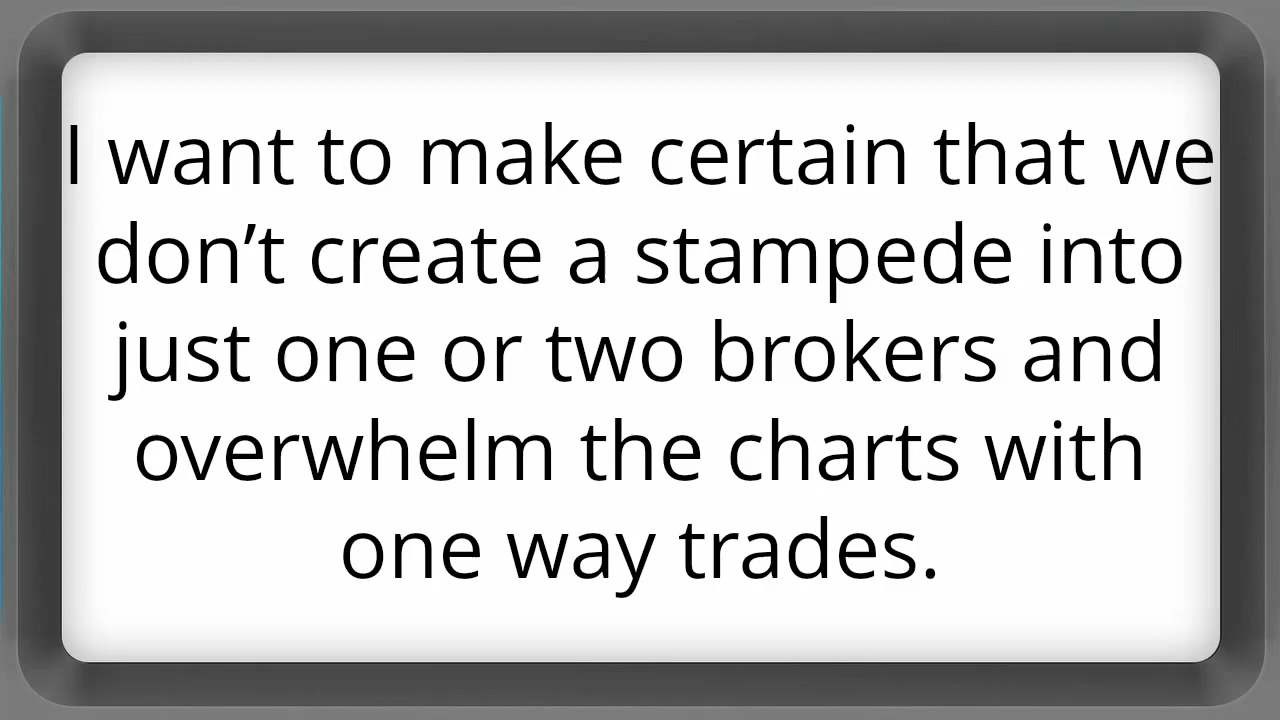 I want to make certain that we
don’t create a stampede into
just one or two brokers and
overwhelm the charts with
one way trades.